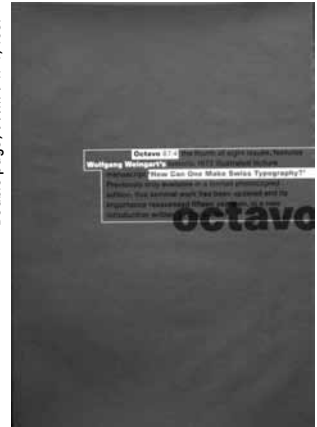 Octavo 87.4, the fourth of eight issues, features
Wolfgang Weingart's historic 1972 illustrated lecture
manuscript "How Can One Make Swiss Typography?"
Previously only available in a limited photocopied
edition, this seminal work has been updated and its
importance reassessed fifteen years on, in a new
introduction
octavo